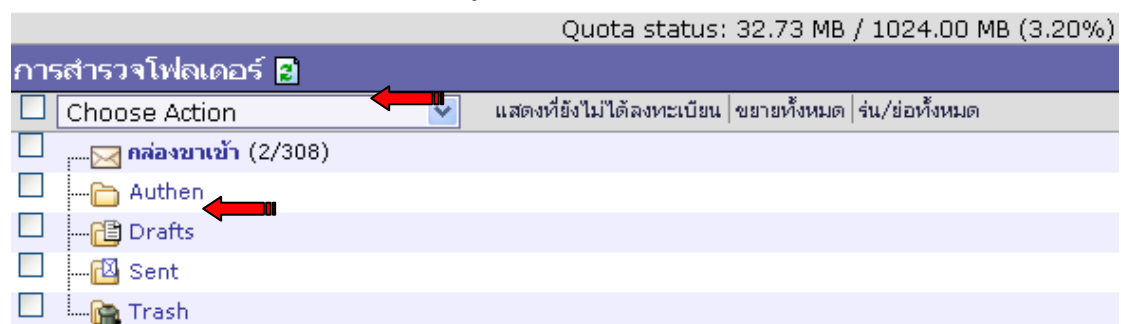 Quota status: 32.73 MB / 1024.00 MB (3.20%)
การสำรวจโฟลเดอร์
Choose Action แสดงที่ยังไม่ได้ลงทะเบียน | ขยายทั้งหมด | ร่น/ย่อทั้งหมด
กล่องขาเข้า (2/308)
Authen
Drafts
Sent
Trash